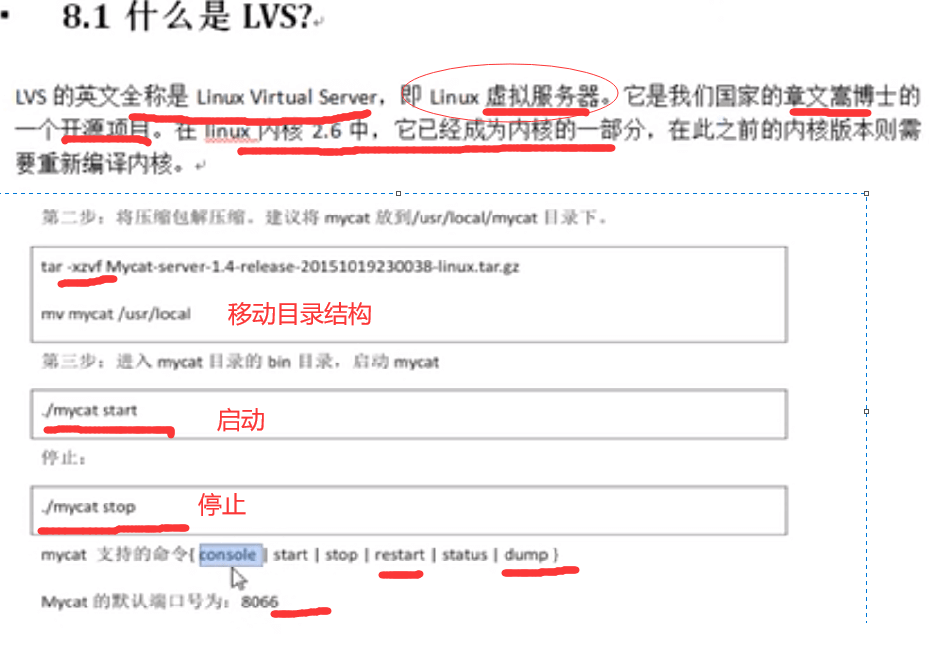 ▪ 8.1 什么是 LVS?
LVS 的英文全称是 Linux Virtual Server，即 Linux 虚拟服务器。它是我们国家的章文嵩博士的
一个开源项目。在 linux 内核 2.6 中，它已经成为内核的一部分，在此之前的内核版本则需
要重新编译内核。
第二步：将压缩包解压缩。建议将 mycat 放到/usr/local/mycat 目录下。
tar -xzvf Mycat-server-1.4-release-20151019230038-linux.tar.gz
mv mycat /usr/local 移动目录结构
第三步：进入 mycat 目录的 bin 目录，启动 mycat
./mycat start 启动
停止：
./mycat stop 停止
mycat 支持的命令{ console | start | stop | restart | status | dump }
Mycat 的默认端口号为：8066